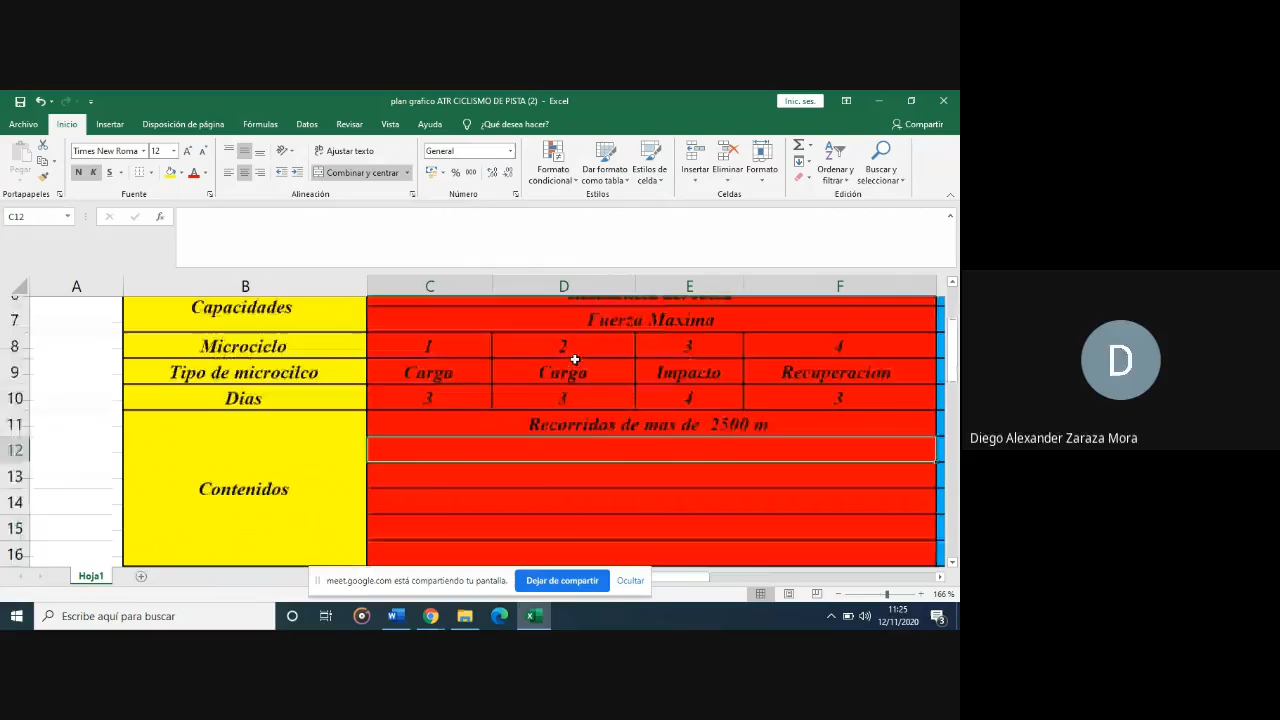 plan grafico ATR CICLISMO DE PISTA (2) - Excel
Inic. ses.
Archivo Inicio Insertar Disposición de página Fórmulas Datos Revisar Vista Ayuda ¿Qué desea hacer? Compartir
Pegar
Times New Roma 12
N K S
Ajustar texto
Combinar y centrar
General
% 000
Formato condicional
Dar formato como tabla
Estilos de celda
Insertar Eliminar Formato
Ordenar y filtrar
Buscar y seleccionar
Portapapeles Fuente Alineación Número Estilos Celdas Edición
C12 fx
A B C D E F
Capacidades
7 Fuerza Maxima
8 Microciclo 1 2 3 4
9 Tipo de microcilco Carga Carga Impacto Recuperacion
10 Dias 3 3 4 3
11 Recorridos de mas de 2500 m
12
13
Contenidos
14
15
16
Hoja1
meet.google.com está compartiendo tu pantalla. Dejar de compartir Ocultar
166 %
Escribe aquí para buscar
11:25
12/11/2020
3
D
Diego Alexander Zaraza Mora